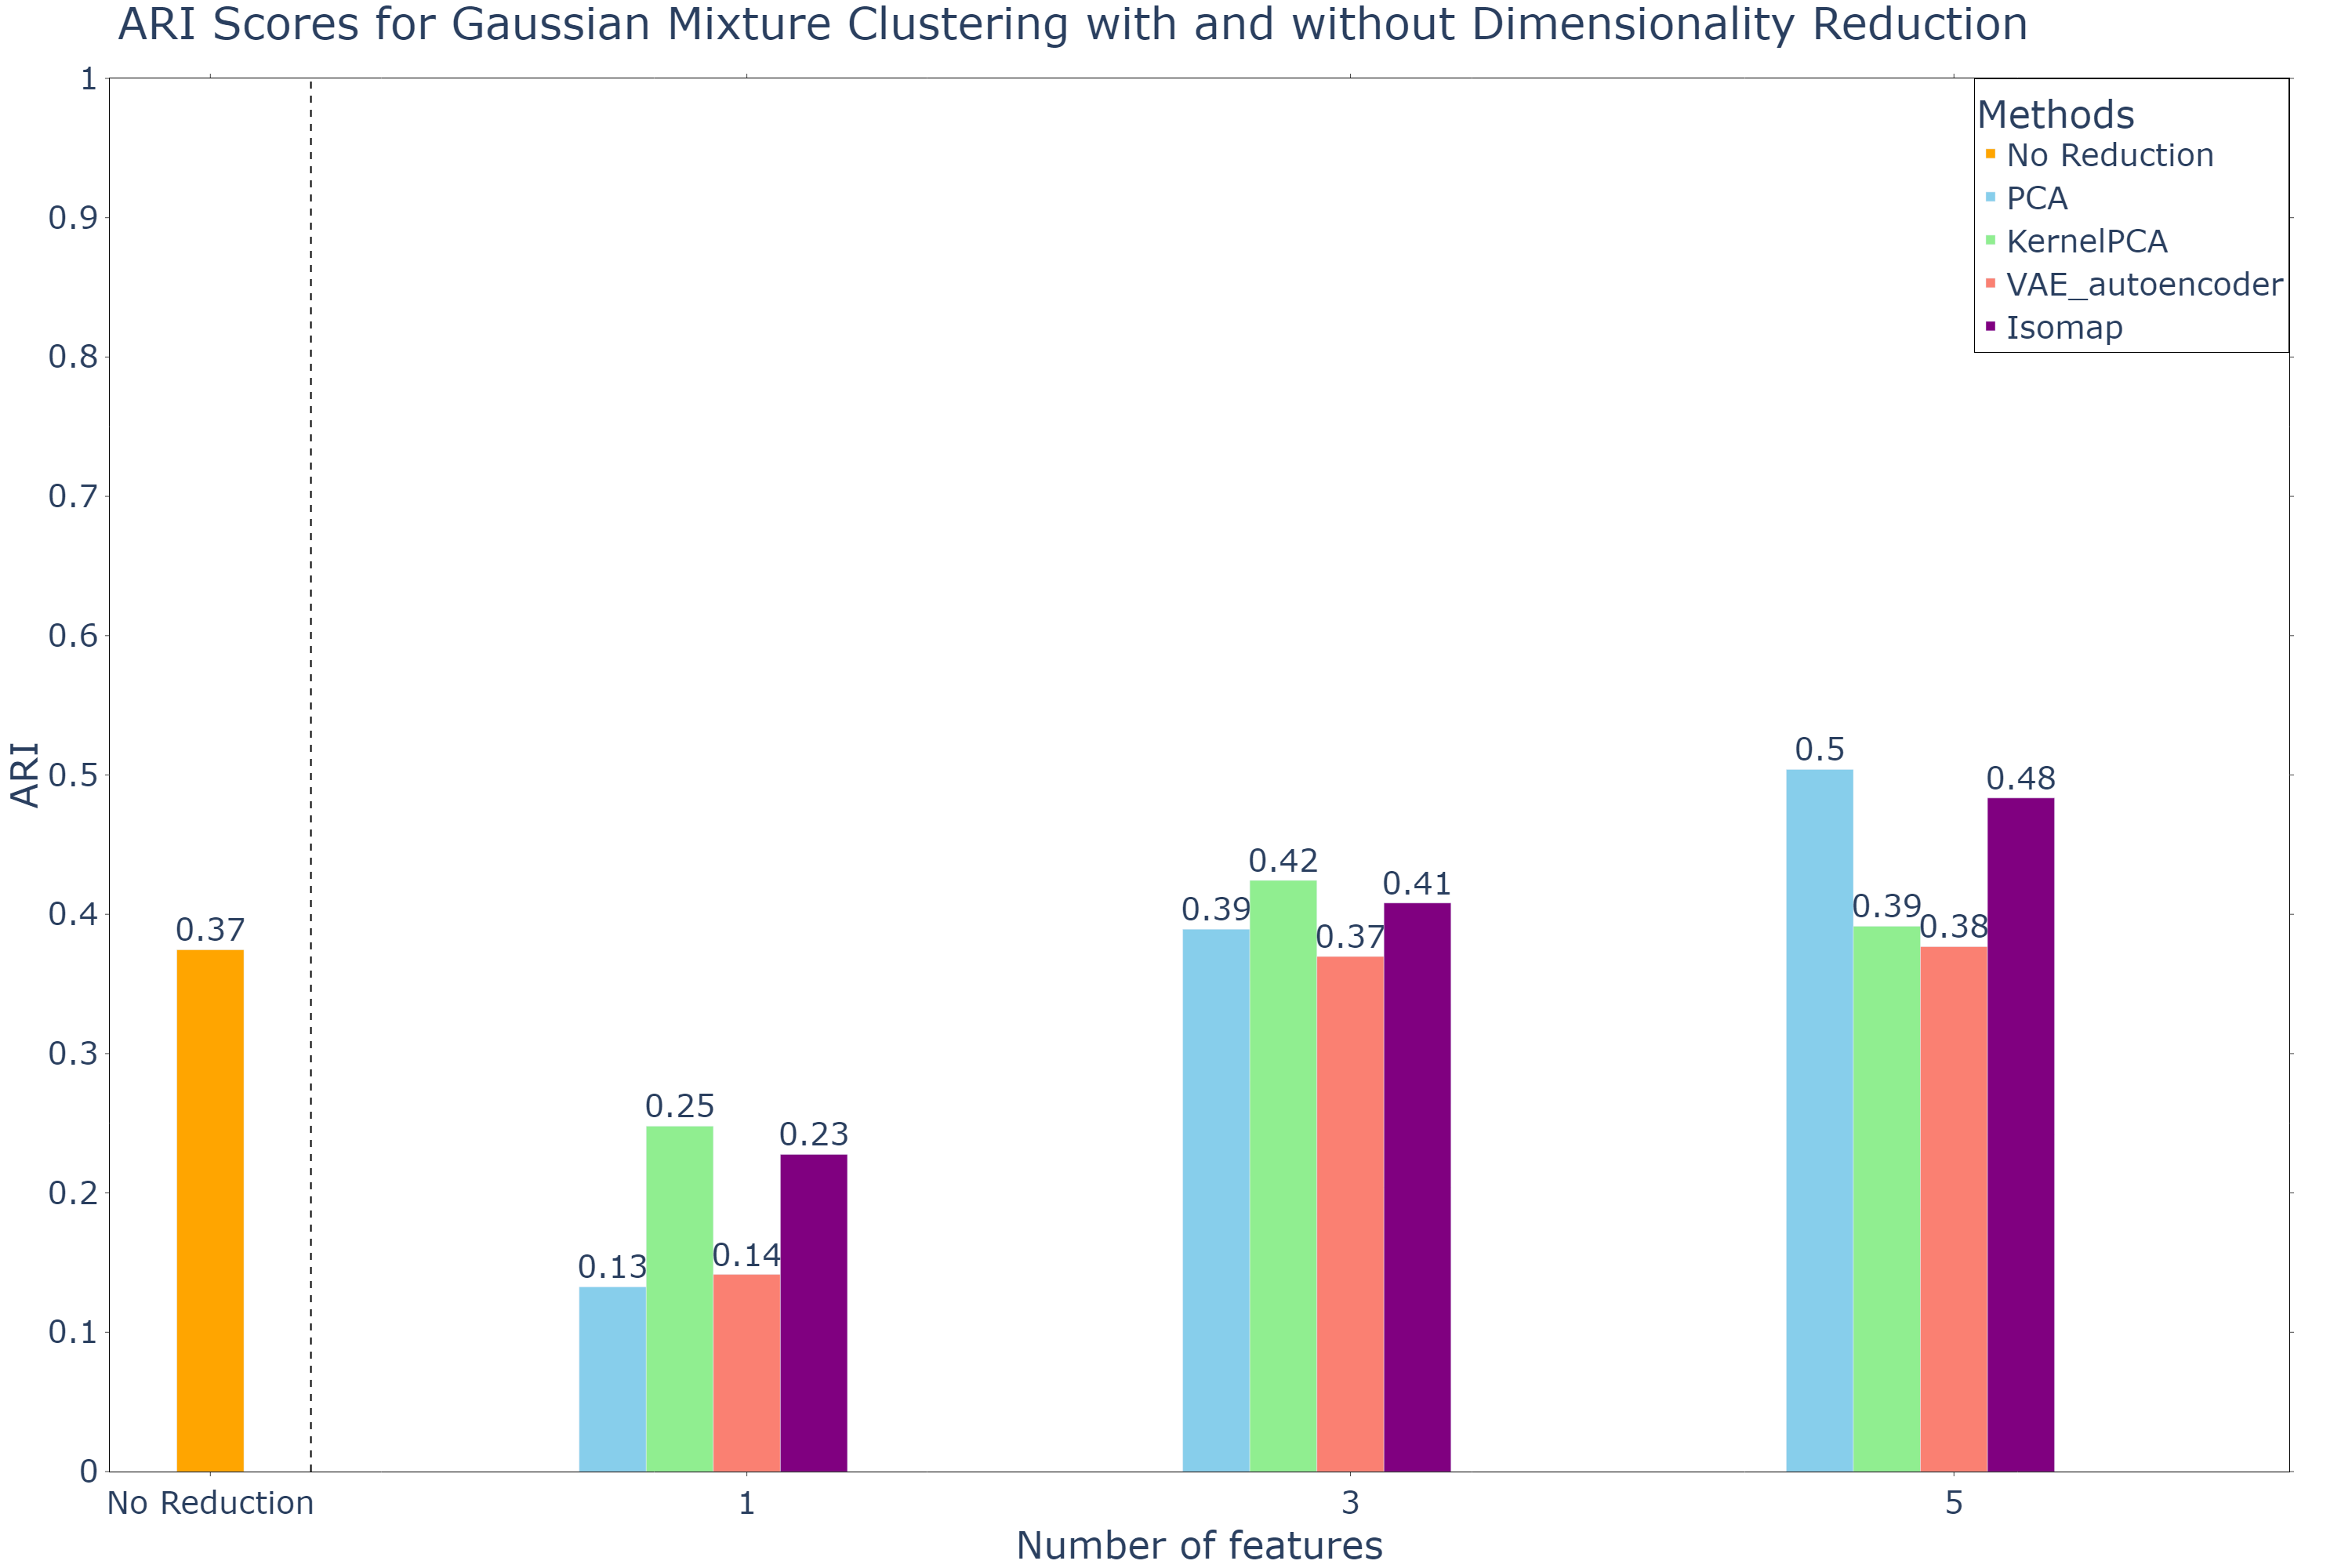 ARI Scores for Gaussian Mixture Clustering with and without Dimensionality Reduction
Methods
No Reduction
PCA
KernelPCA
VAE_autoencoder
Isomap
ARI
1
0.9
0.8
0.7
0.6
0.5
0.4
0.3
0.2
0.1
0
0.37
0.13
0.25
0.14
0.23
0.39
0.42
0.37
0.41
0.5
0.39
0.38
0.48
No Reduction 1 3 5
Number of features